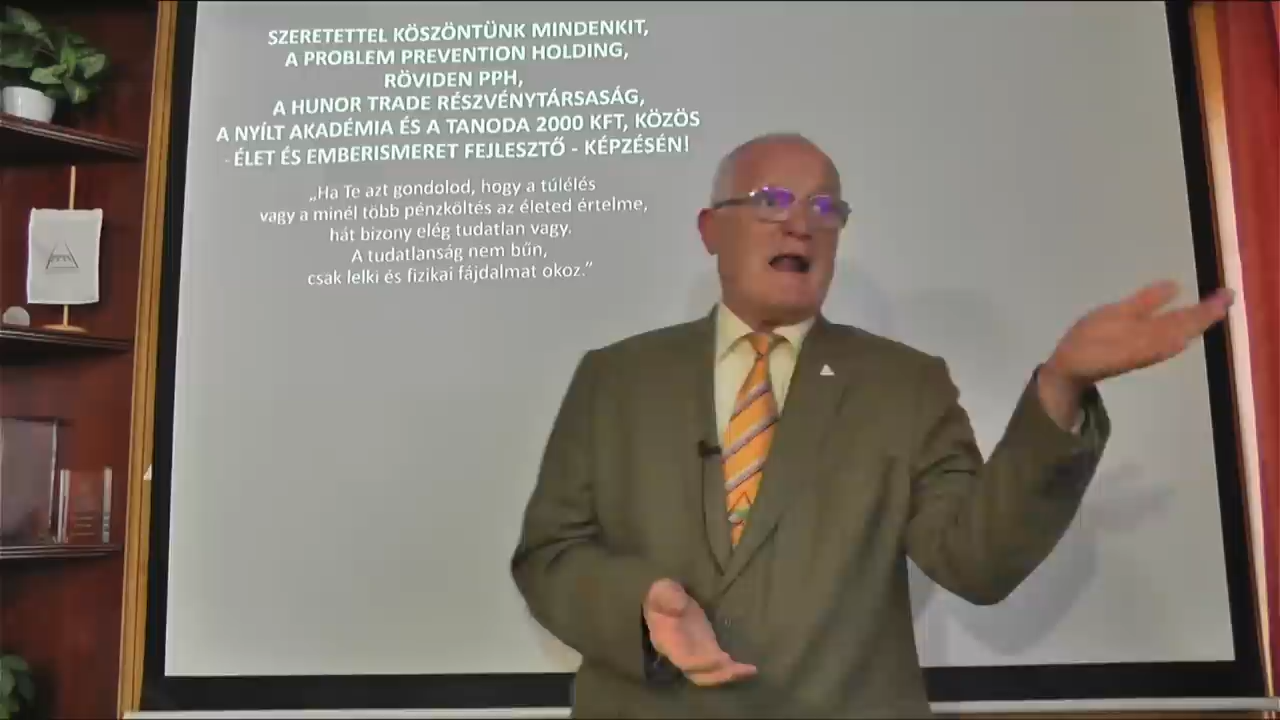 SZERETETTEL KÖSZÖNTÜNK MINDENKIT,
A PROBLEM PREVENTION HOLDING,
RÖVIDEN PPH,
A HUNOR TRADE RÉSZVÉNYTÁRSASÁG,
A NYÍLT AKADÉMIA ÉS A TANODA 2000 KFT, KÖZÖS
- ÉLET ÉS EMBERISMERET FEJLESZTŐ - KÉPZÉSÉN!
„Ha Te azt gondolod, hogy a túlélés
vagy a minél több pénzköltés az életed értelme,
hát bizony elég tudatlan vagy.
A tudatlanság nem bűn,
csak lelki és fizikai fájdalmat okoz.”